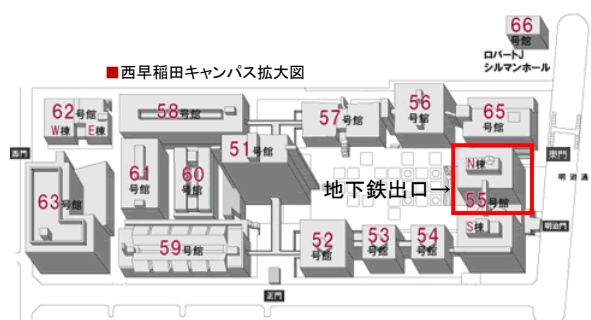 66
号館
ロバートJ
シルマンホール
■西早稲田キャンパス拡大図
62号館
W棟 E棟
58号館
57号館
56
号館
65
号館
西門
51号館
61
号館
60
号館
N棟
東門
明治通
地下鉄出口→
63号館
55号館
S棟
明治門
59号館
52
号館
53
号館
54
号館
正門